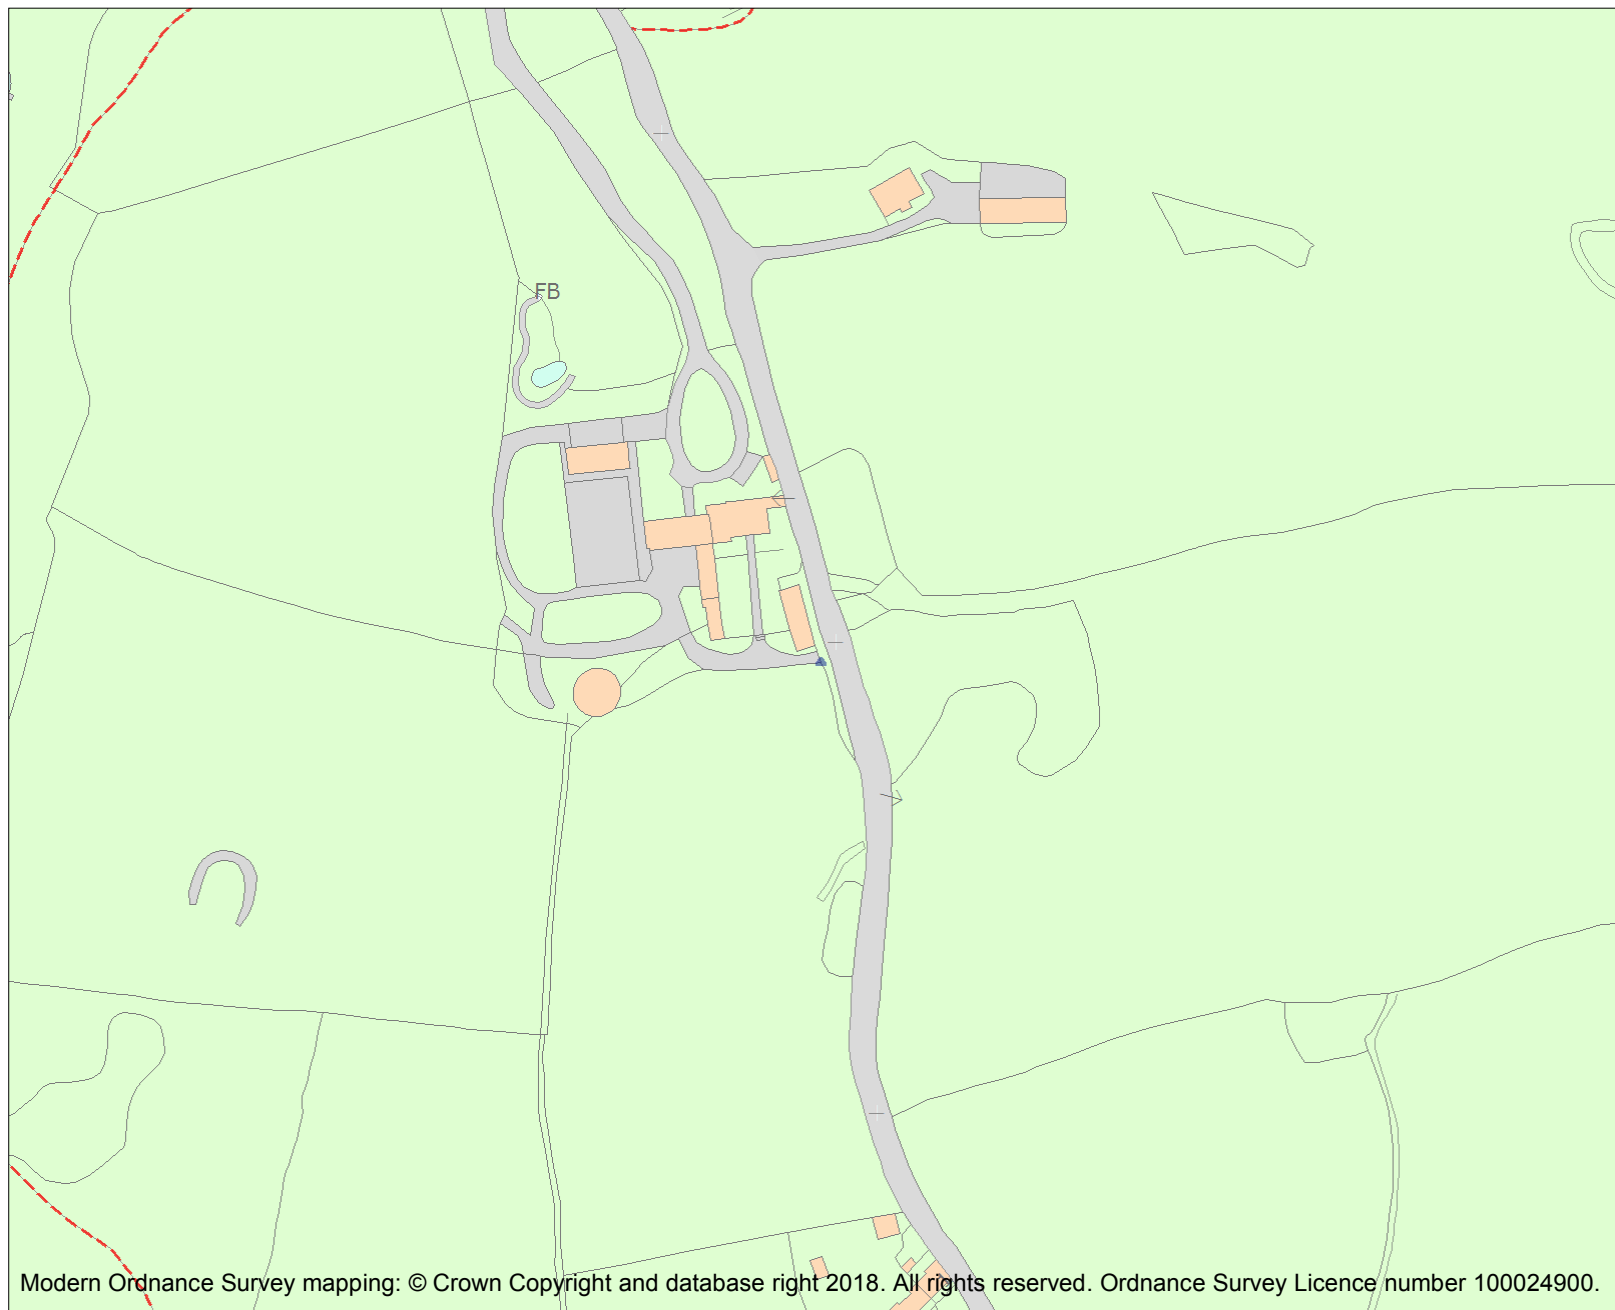 FB
Modern Ordnance Survey mapping: © Crown Copyright and database right 2018. All rights reserved. Ordnance Survey Licence number 100024900.